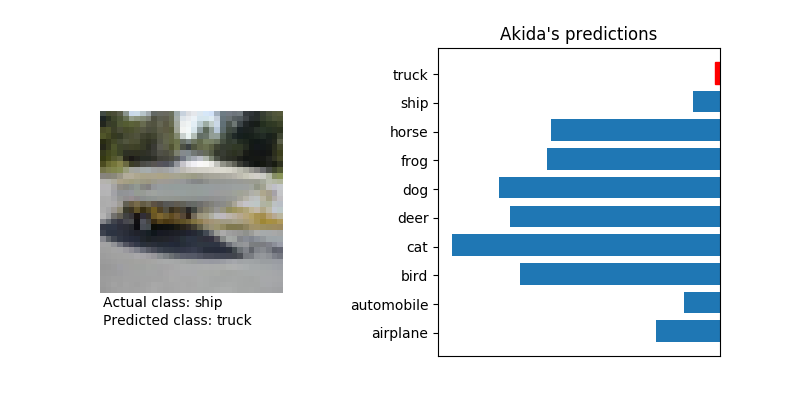 Akida's predictions
truck
ship
horse
frog
dog
deer
cat
bird
automobile
airplane
Actual class: ship
Predicted class: truck